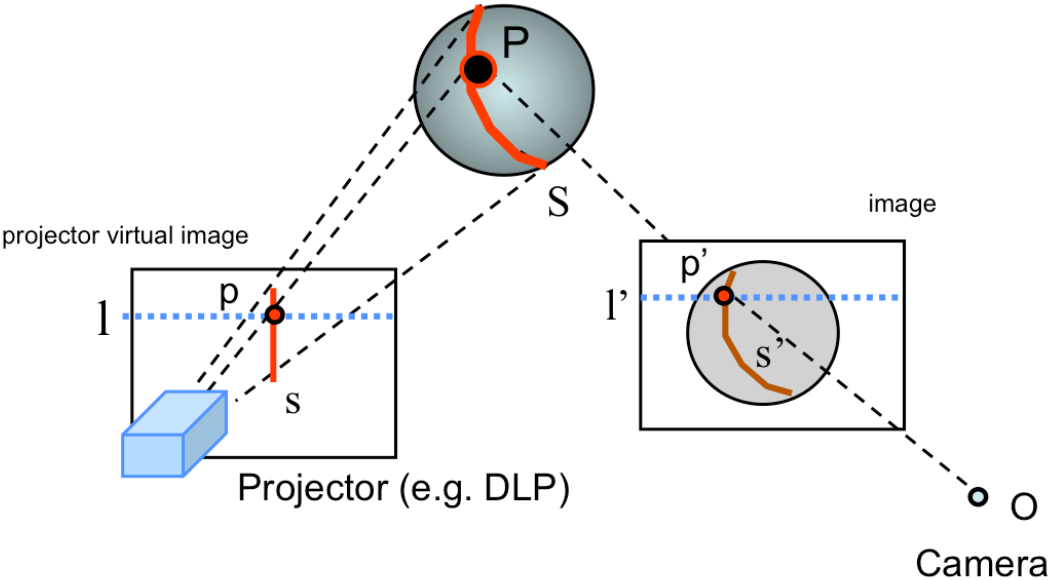 P
S
image
projector virtual image
p
p’
l
l’
s’
s
Projector (e.g. DLP)
O
Camera